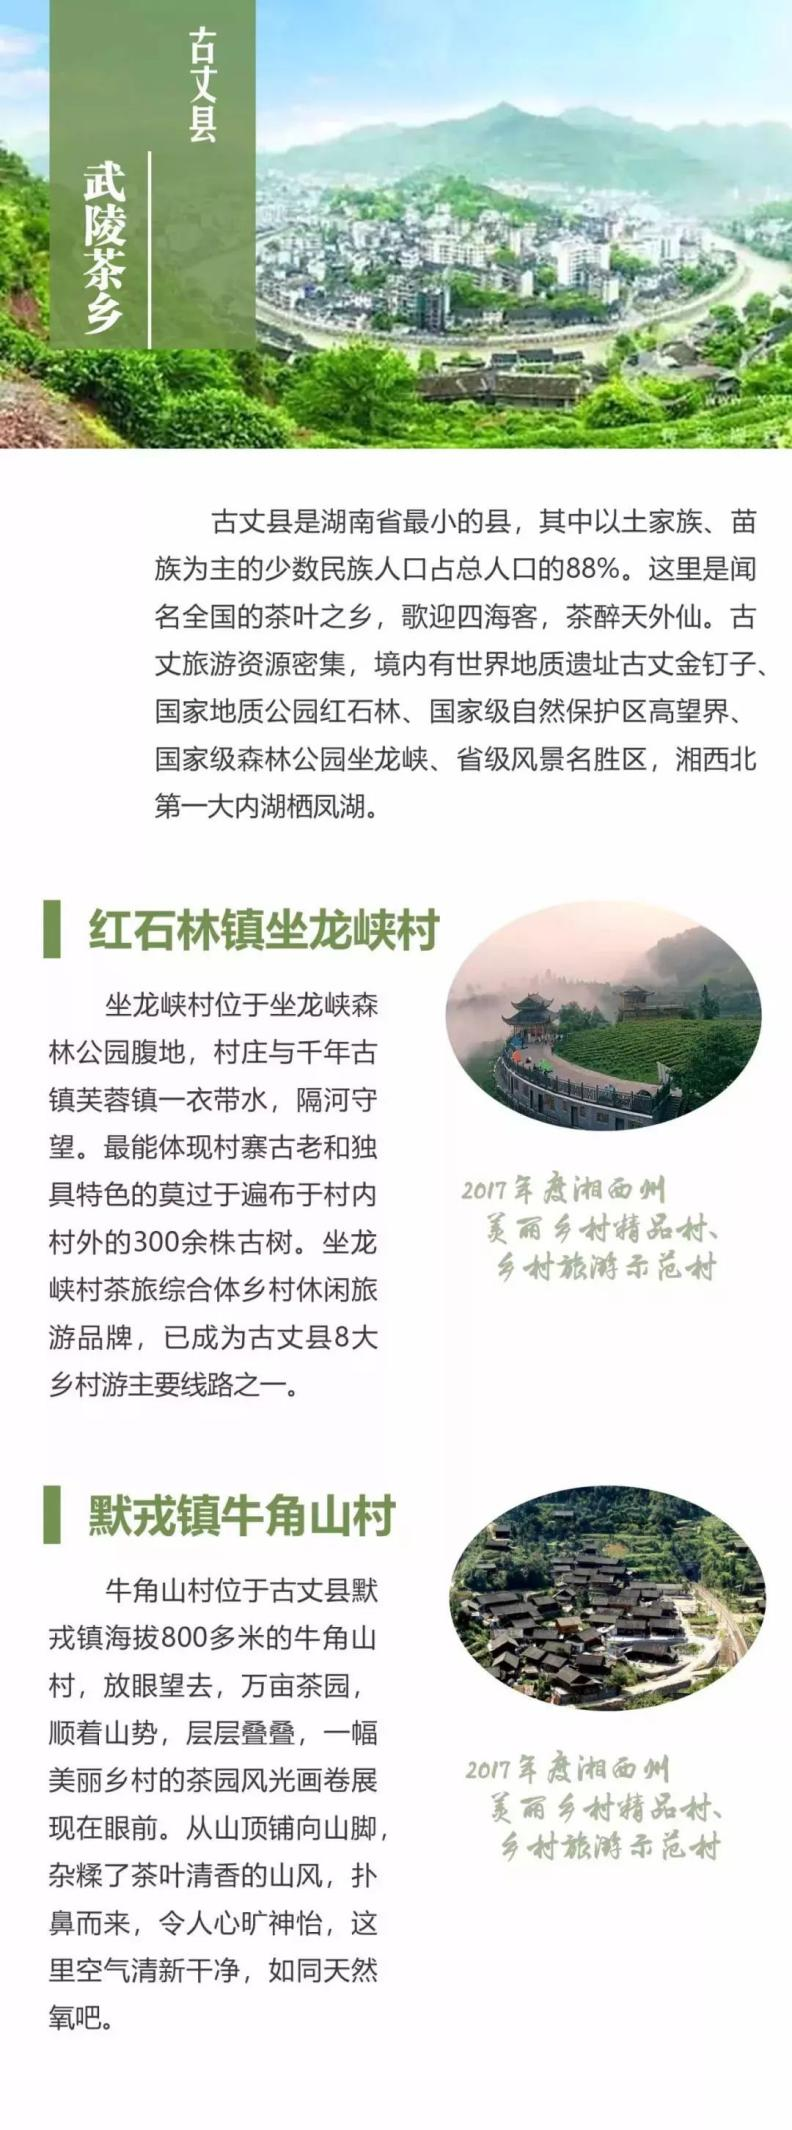 古丈县
武陵茶乡
古丈县是湖南省最小的县，其中以土家族、苗
族为主的少数民族人口占总人口的88%。这里是闻
名全国的茶叶之乡，歌迎四海客，茶醉天外仙。古
丈旅游资源密集，境内有世界地质遗址古丈金钉子、
国家地质公园红石林、国家级自然保护区高望界、
国家级森林公园坐龙峡、省级风景名胜区，湘西北
第一大内湖栖凤湖。
红石林镇坐龙峡村
坐龙峡村位于坐龙峡森
林公园腹地，村庄与千年古
镇芙蓉镇一衣带水，隔河守
望。最能体现村寨古老和独
具特色的莫过于遍布于村内
村外的300余株古树。坐龙
峡村茶旅综合体乡村休闲旅
游品牌，已成为古丈县8大
乡村游主要线路之一。
2017年度湘西州
美丽乡村精品村、
乡村旅游示范村
默戎镇牛角山村
牛角山村位于古丈县默
戎镇海拔800多米的牛角山
村，放眼望去，万亩茶园，
顺着山势，层层叠叠，一幅
美丽乡村的茶园风光画卷展
现在眼前。从山顶铺向山脚，
杂糅了茶叶清香的山风，扑
鼻而来，令人心旷神怡，这
里空气清新干净，如同天然
氧吧。
2017年度湘西州
美丽乡村精品村、
乡村旅游示范村